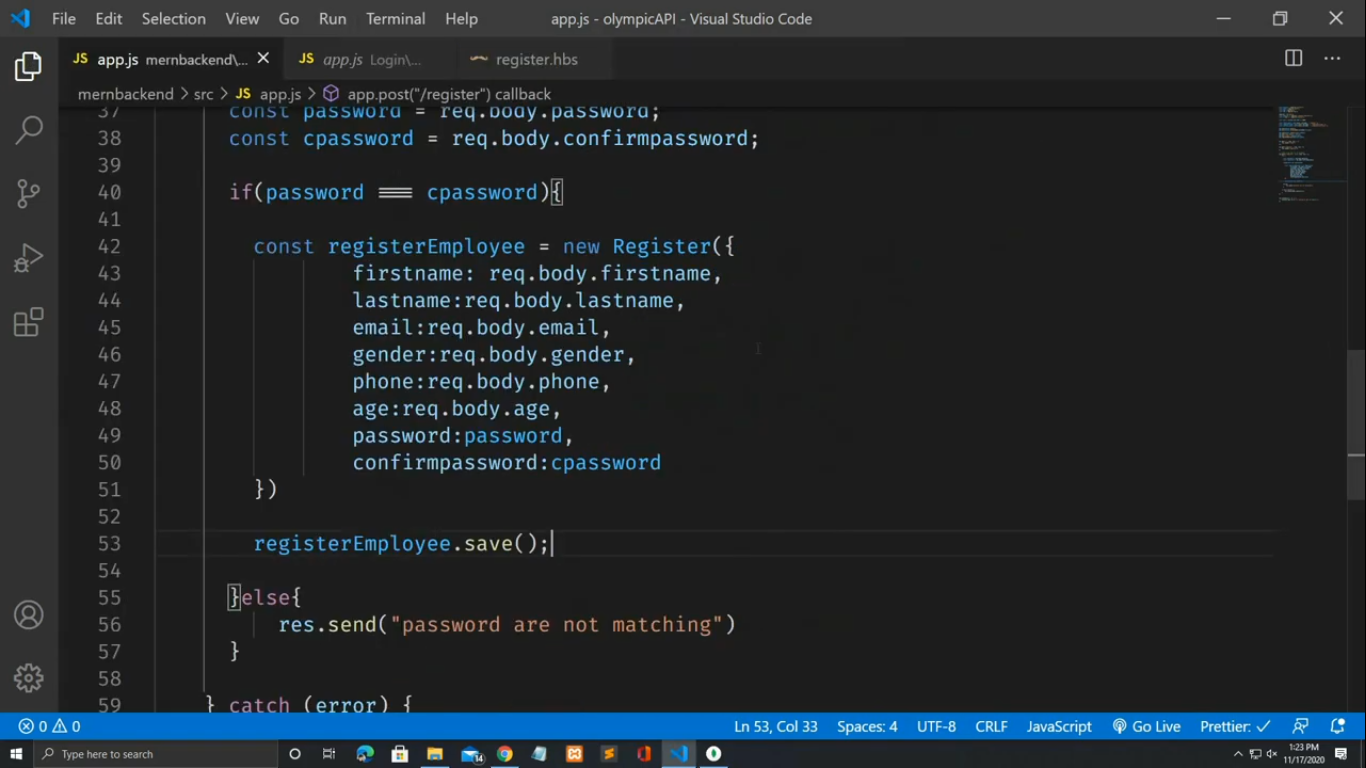 File Edit Selection View Go Run Terminal Help app.js - olympicAPI - Visual Studio Code
JS app.js mernbackend\... JS app.js Login\... register.hbs
mernbackend > src > JS app.js > app.post("/register") callback
37 const password = req.body.password;
38 const cpassword = req.body.confirmpassword;
39
40 if(password === cpassword){
41
42 const registerEmployee = new Register({
43 firstname: req.body.firstname,
44 lastname:req.body.lastname,
45 email:req.body.email,
46 gender:req.body.gender,
47 phone:req.body.phone,
48 age:req.body.age,
49 password:password,
50 confirmpassword:cpassword
51 })
52
53 registerEmployee.save();
54
55 }else{
56 res.send("password are not matching")
57 }
58
59 } catch (error) {
0 0 Ln 53, Col 33 Spaces: 4 UTF-8 CRLF JavaScript Go Live Prettier: ✓
Type here to search 14 1:23 PM
11/17/2020